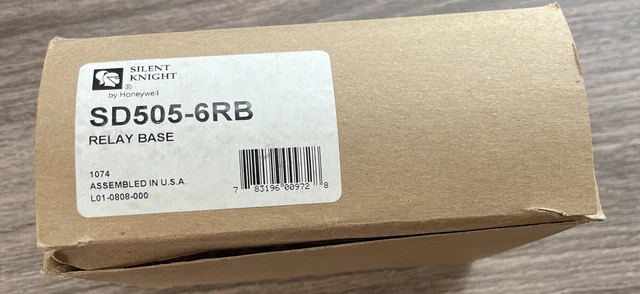 SILENT
KNIGHT
®
by Honeywell
SD505-6RB
RELAY BASE
1074
ASSEMBLED IN U.S.A.
L01-0808-000
7 83196 00972 8